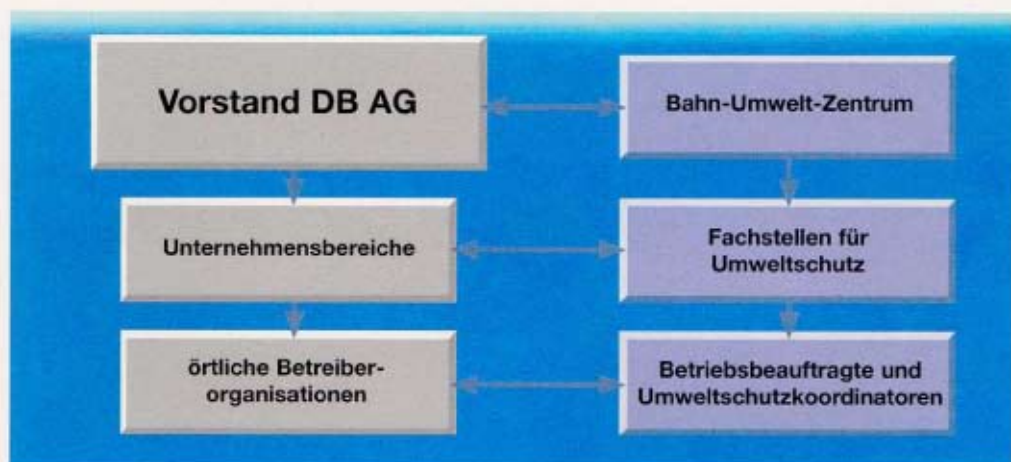 Vorstand DB AG
Bahn-Umwelt-Zentrum
Unternehmensbereiche
Fachstellen für
Umweltschutz
örtliche Betreiber-
organisationen
Betriebsbeauftragte und
Umweltschutzkoordinatoren